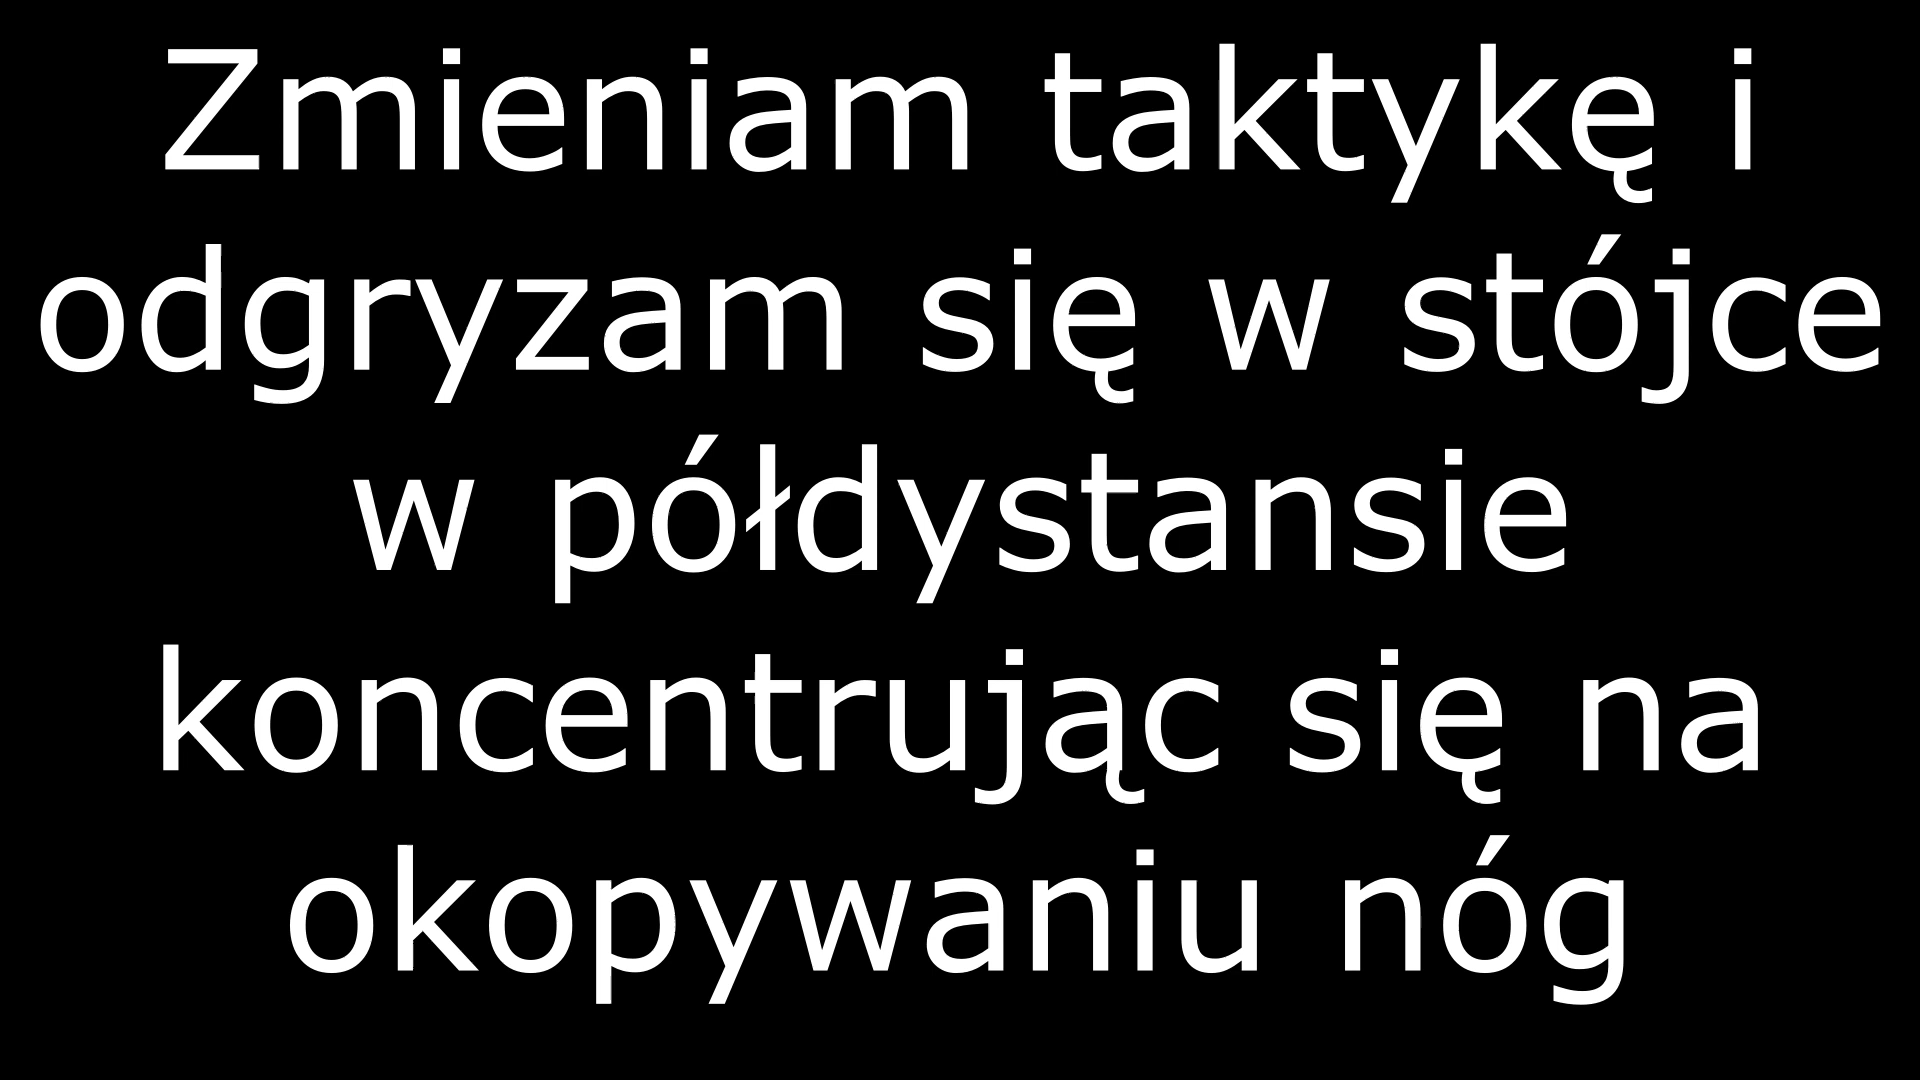 Zmieniam taktykę i
odgryzam się w stójce
w półdystansie
koncentrując się na
okopywaniu nóg